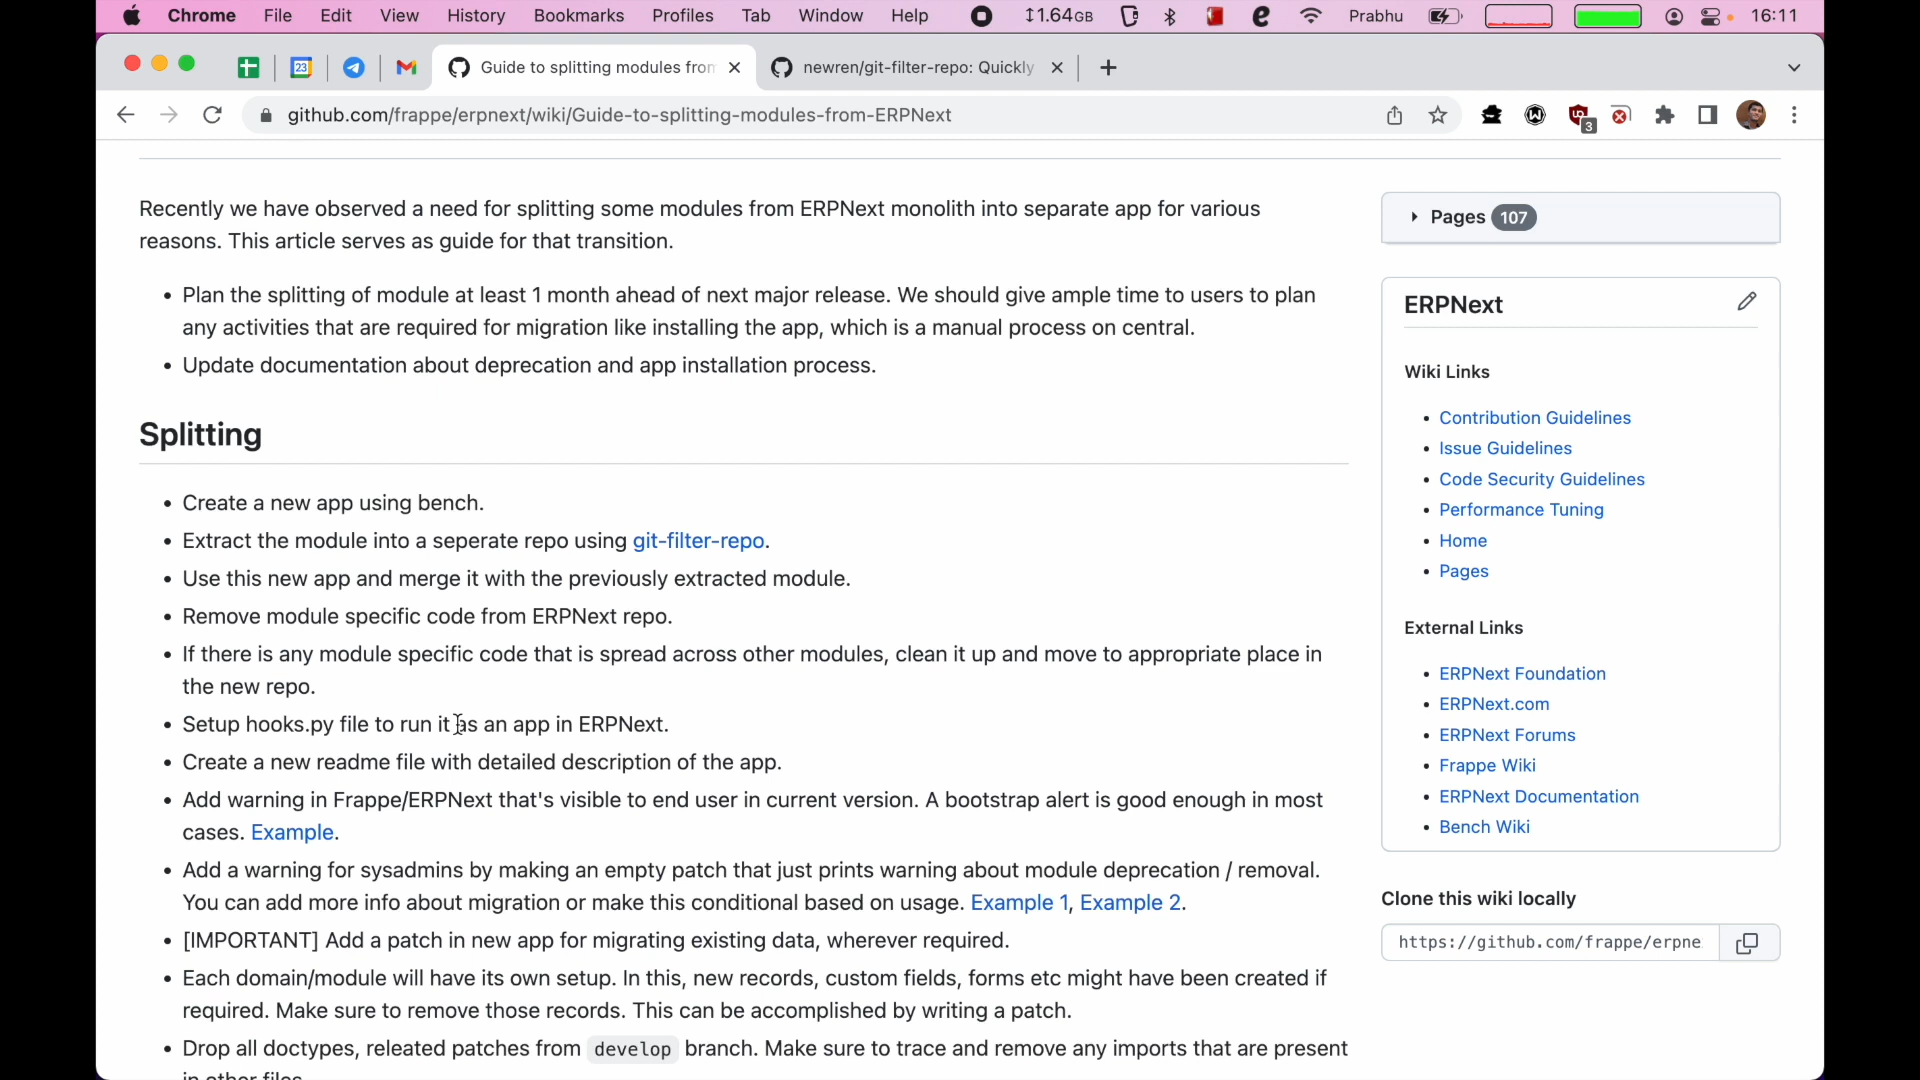 Chrome File Edit View History Bookmarks Profiles Tab Window Help 1.64GB Prabhu 16:11
23 Guide to splitting modules from newren/git-filter-repo: Quickly
github.com/frappe/erpnext/wiki/Guide-to-splitting-modules-from-ERPNext 3
Recently we have observed a need for splitting some modules from ERPNext monolith into separate app for various
reasons. This article serves as guide for that transition.
• Plan the splitting of module at least 1 month ahead of next major release. We should give ample time to users to plan
any activities that are required for migration like installing the app, which is a manual process on central.
• Update documentation about deprecation and app installation process.
Splitting
• Create a new app using bench.
• Extract the module into a seperate repo using git-filter-repo.
• Use this new app and merge it with the previously extracted module.
• Remove module specific code from ERPNext repo.
• If there is any module specific code that is spread across other modules, clean it up and move to appropriate place in
the new repo.
• Setup hooks.py file to run it as an app in ERPNext.
• Create a new readme file with detailed description of the app.
• Add warning in Frappe/ERPNext that's visible to end user in current version. A bootstrap alert is good enough in most
cases. Example.
• Add a warning for sysadmins by making an empty patch that just prints warning about module deprecation / removal.
You can add more info about migration or make this conditional based on usage. Example 1, Example 2.
• [IMPORTANT] Add a patch in new app for migrating existing data, wherever required.
• Each domain/module will have its own setup. In this, new records, custom fields, forms etc might have been created if
required. Make sure to remove those records. This can be accomplished by writing a patch.
• Drop all doctypes, releated patches from develop branch. Make sure to trace and remove any imports that are present
in other files.
Pages 107
ERPNext
Wiki Links
• Contribution Guidelines
• Issue Guidelines
• Code Security Guidelines
• Performance Tuning
• Home
• Pages
External Links
• ERPNext Foundation
• ERPNext.com
• ERPNext Forums
• Frappe Wiki
• ERPNext Documentation
• Bench Wiki
Clone this wiki locally
https://github.com/frappe/erpne